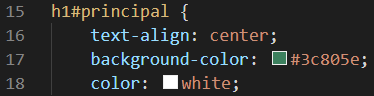 15 h1#principal {
16     text-align: center;
17     background-color: #3c805e;
18     color: white;